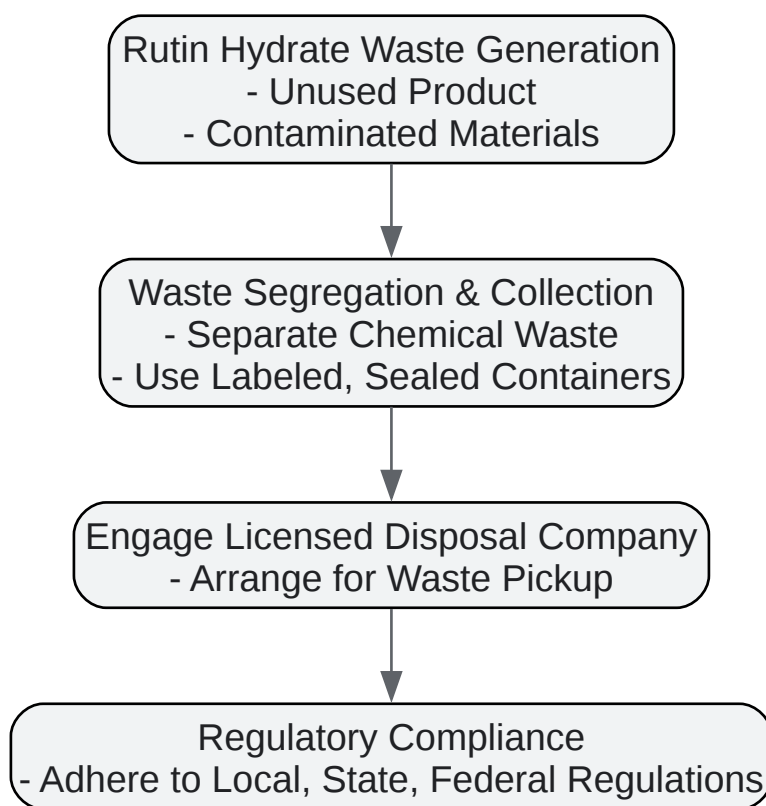 Rutin Hydrate Waste Generation
- Unused Product
- Contaminated Materials
Waste Segregation & Collection
- Separate Chemical Waste
- Use Labeled, Sealed Containers
Engage Licensed Disposal Company
- Arrange for Waste Pickup
Regulatory Compliance
- Adhere to Local, State, Federal Regulations